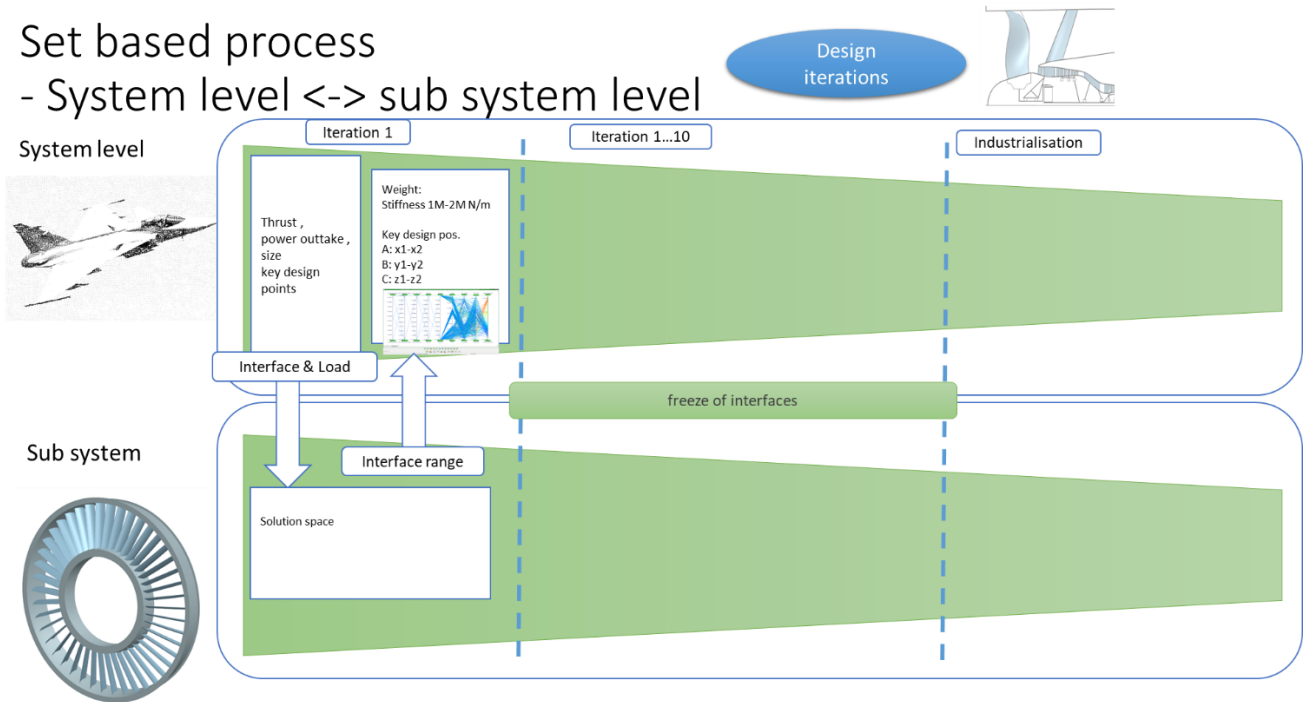 Set based process
- System level <-> sub system level
Design
iterations
System level
Iteration 1
Iteration 1...10
Industrialisation
Thrust ,
power outtake ,
size
key design
points
Weight:
Stiffness 1M-2M N/m
Key design pos.
A: x1-x2
B: y1-y2
C: z1-z2
Interface & Load
freeze of interfaces
Sub system
Interface range
Solution space